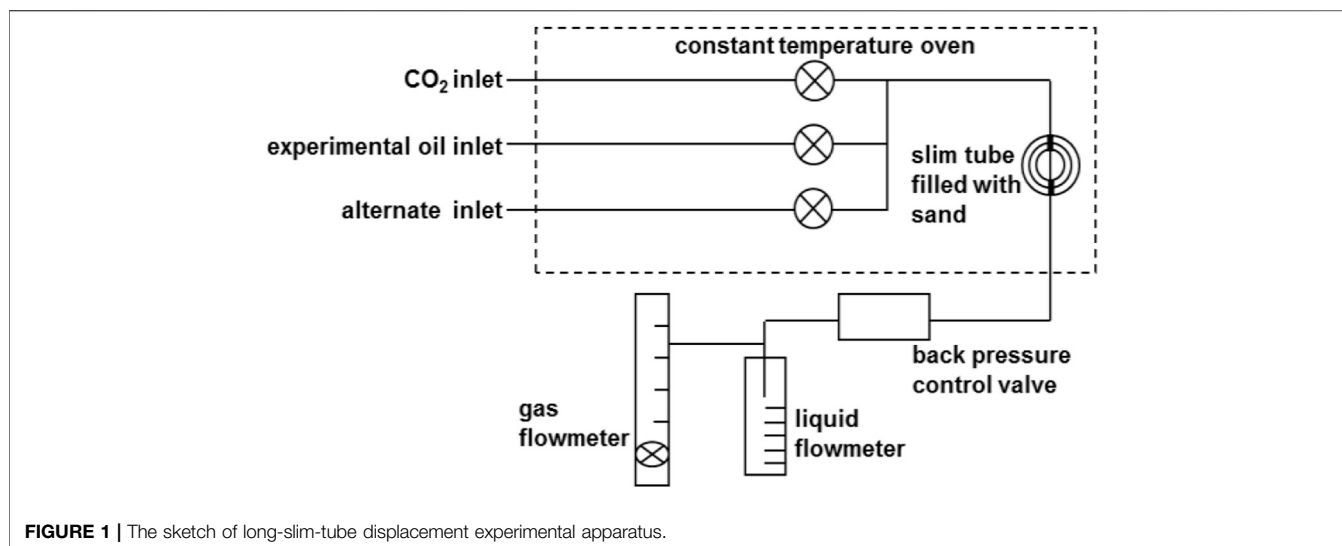 constant temperature oven
CO₂ inlet
experimental oil inlet
alternate inlet
slim tube
filled with
sand
back pressure
control valve
gas
flowmeter
liquid
flowmeter
FIGURE 1 | The sketch of long-slim-tube displacement experimental apparatus.